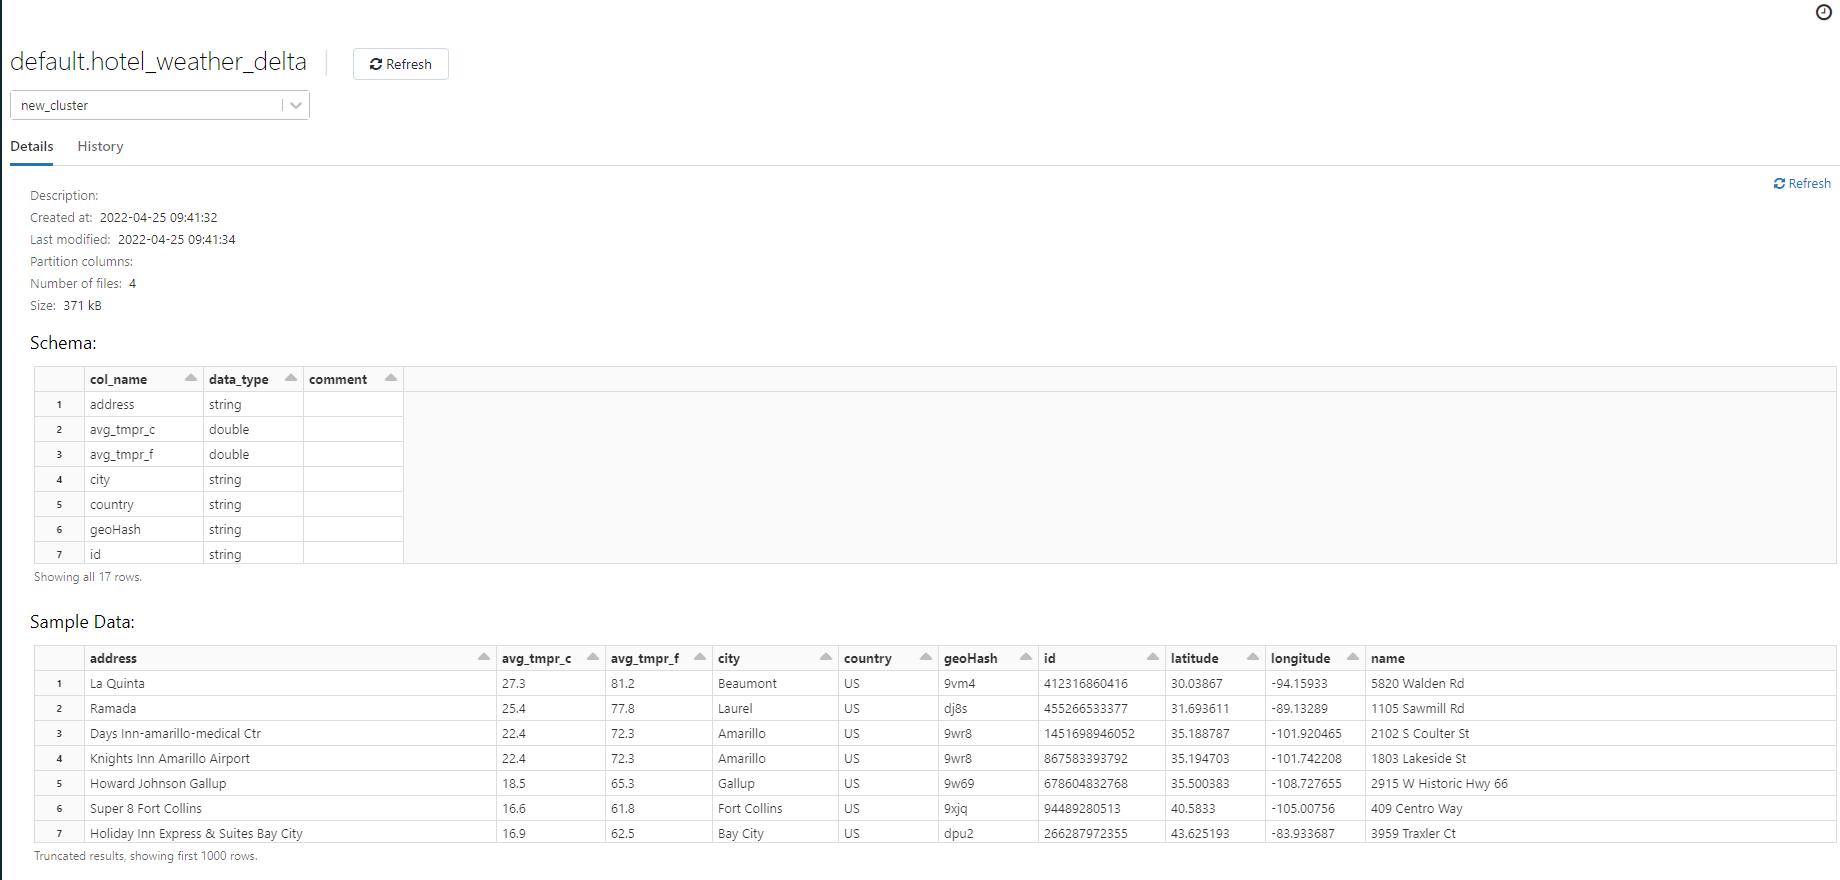 default.hotel_weather_delta
Refresh
new_cluster
Details History
Refresh
Description:
Created at: 2022-04-25 09:41:32
Last modified: 2022-04-25 09:41:34
Partition columns:
Number of files: 4
Size: 371 kB
Schema:
col_name data_type comment
1 address string
2 avg_tmpr_c double
3 avg_tmpr_f double
4 city string
5 country string
6 geoHash string
7 id string
Showing all 17 rows.
Sample Data:
address avg_tmpr_c avg_tmpr_f city country geoHash id latitude longitude name
1 La Quinta 27.3 81.2 Beaumont US 9vm4 412316860416 30.03867 -94.15933 5820 Walden Rd
2 Ramada 25.4 77.8 Laurel US dj8s 455266533377 31.693611 -89.13289 1105 Sawmill Rd
3 Days Inn-amarillo-medical Ctr 22.4 72.3 Amarillo US 9wr8 1451698946052 35.188787 -101.920465 2102 S Coulter St
4 Knights Inn Amarillo Airport 22.4 72.3 Amarillo US 9wr8 867583393792 35.194703 -101.742208 1803 Lakeside St
5 Howard Johnson Gallup 18.5 65.3 Gallup US 9w69 678604832768 35.500383 -108.727655 2915 W Historic Hwy 66
6 Super 8 Fort Collins 16.6 61.8 Fort Collins US 9xjq 94489280513 40.5833 -105.00756 409 Centro Way
7 Holiday Inn Express & Suites Bay City 16.9 62.5 Bay City US dpu2 266287972355 43.625193 -83.933687 3959 Traxler Ct
Truncated results, showing first 1000 rows.